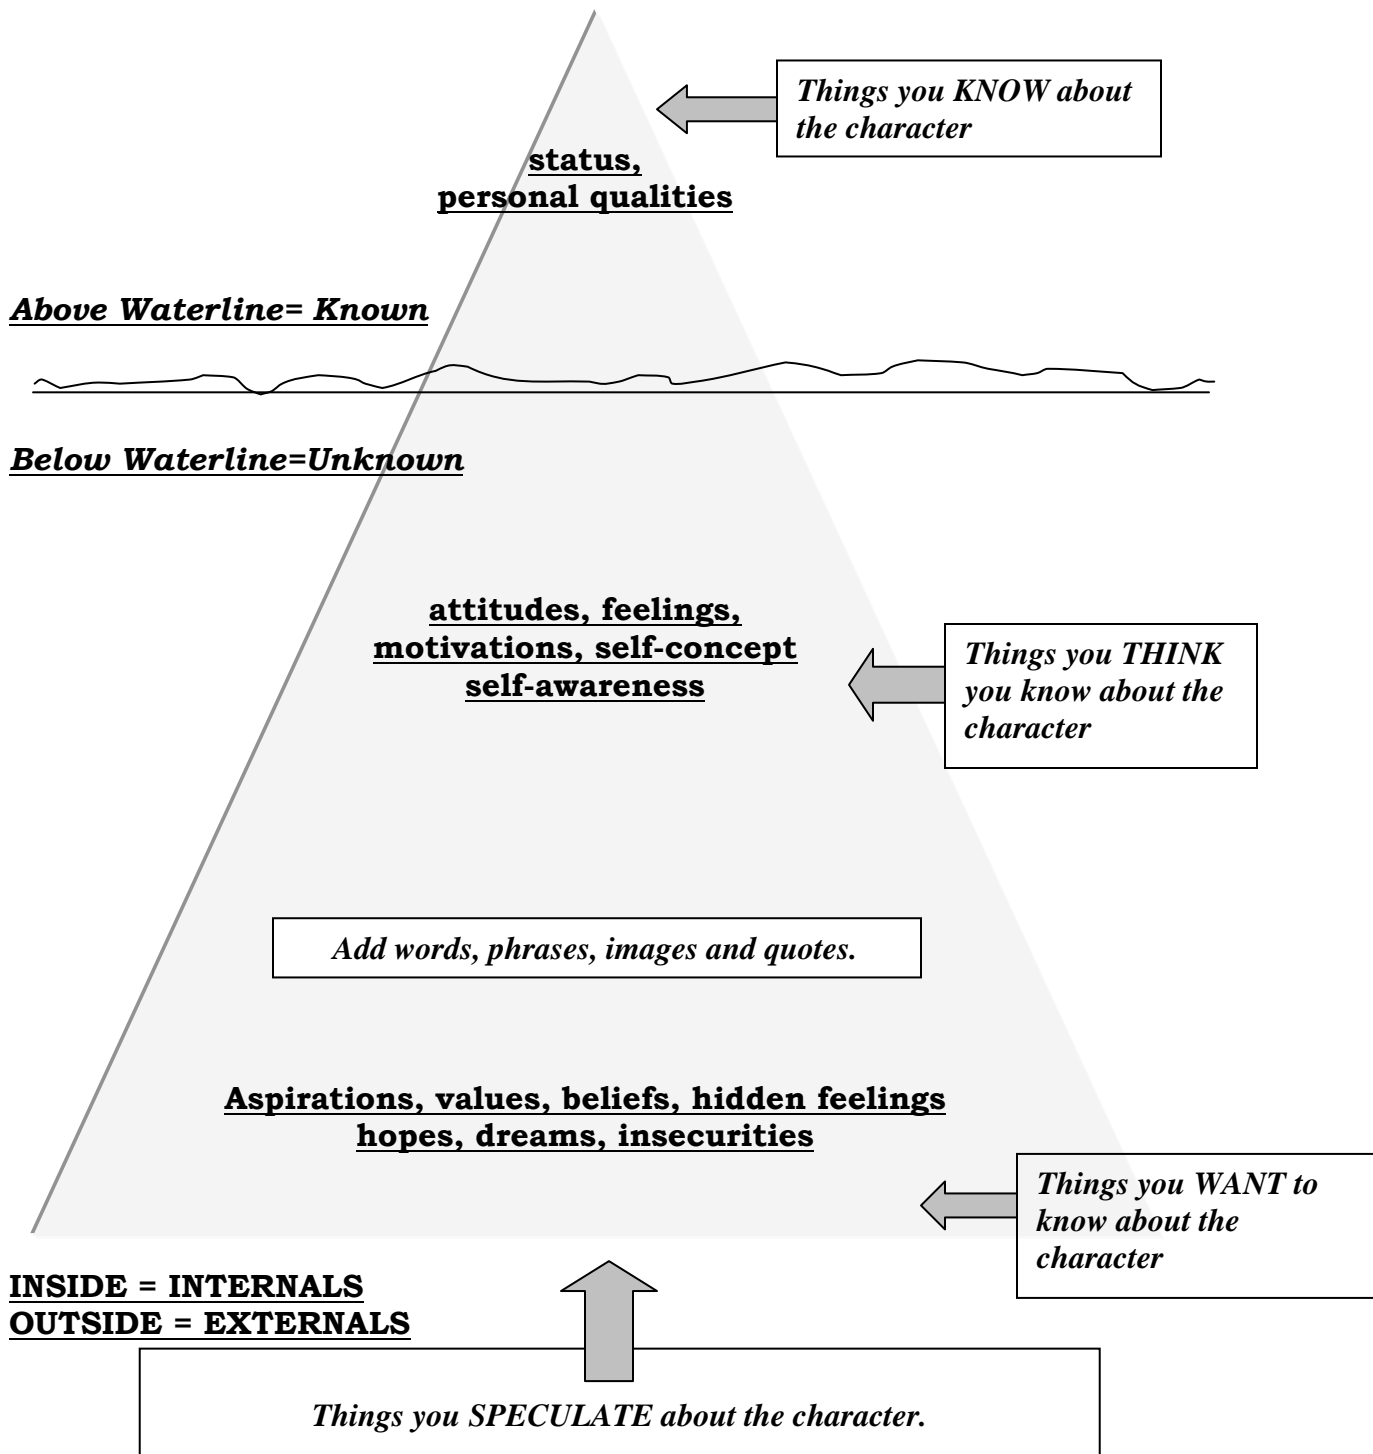 Things you KNOW about
the character
status,
personal qualities
Above Waterline= Known
Below Waterline=Unknown
attitudes, feelings,
motivations, self-concept
self-awareness
Things you THINK
you know about the
character
Add words, phrases, images and quotes.
Aspirations, values, beliefs, hidden feelings
hopes, dreams, insecurities
Things you WANT to
know about the
character
INSIDE = INTERNALS
OUTSIDE = EXTERNALS
Things you SPECULATE about the character.